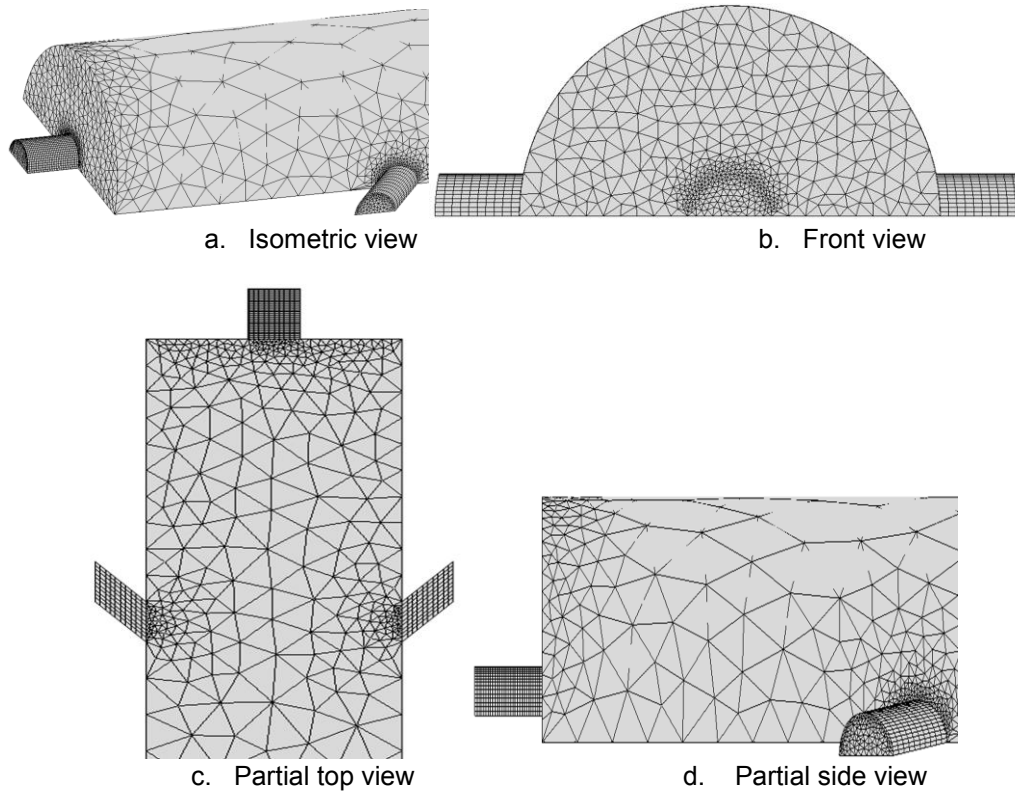 a. Isometric view
b. Front view
c. Partial top view
d. Partial side view